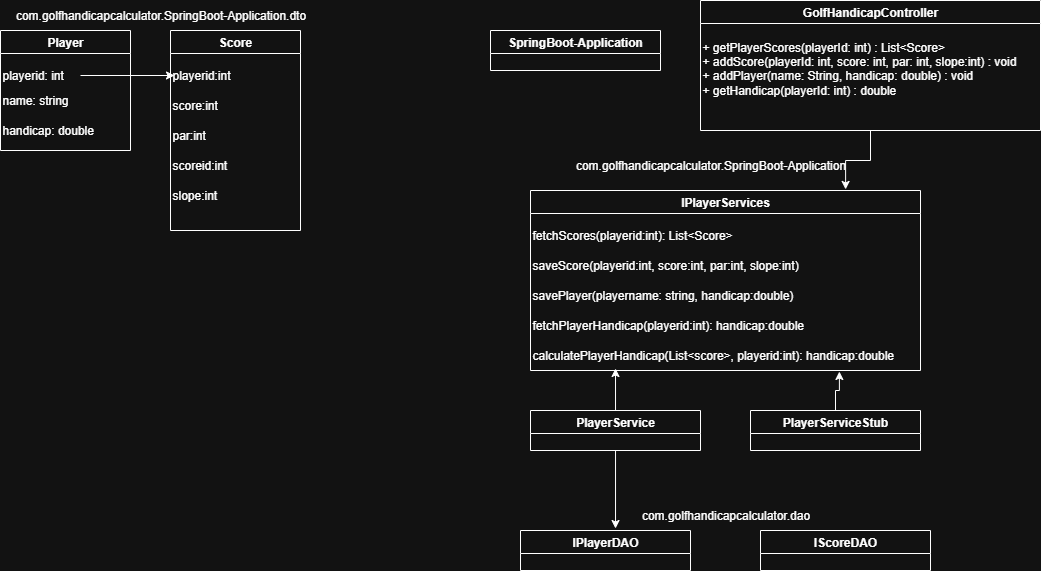 com.golfhandicapcalculator.SpringBoot-Application.dto
Player
playerid: int
name: string
handicap: double
Score
playerid:int
score:int
par:int
scoreid:int
slope:int
SpringBoot-Application
GolfHandicapController
+ getPlayerScores(playerId: int) : List<Score>
+ addScore(playerId: int, score: int, par: int, slope:int) : void
+ addPlayer(name: String, handicap: double) : void
+ getHandicap(playerId: int) : double
com.golfhandicapcalculator.SpringBoot-Application
IPlayerServices
fetchScores(playerid:int): List<Score>
saveScore(playerid:int, score:int, par:int, slope:int)
savePlayer(playername: string, handicap:double)
fetchPlayerHandicap(playerid:int): handicap:double
calculatePlayerHandicap(List<score>, playerid:int): handicap:double
PlayerService
PlayerServiceStub
com.golfhandicapcalculator.dao
IPlayerDAO
IScoreDAO